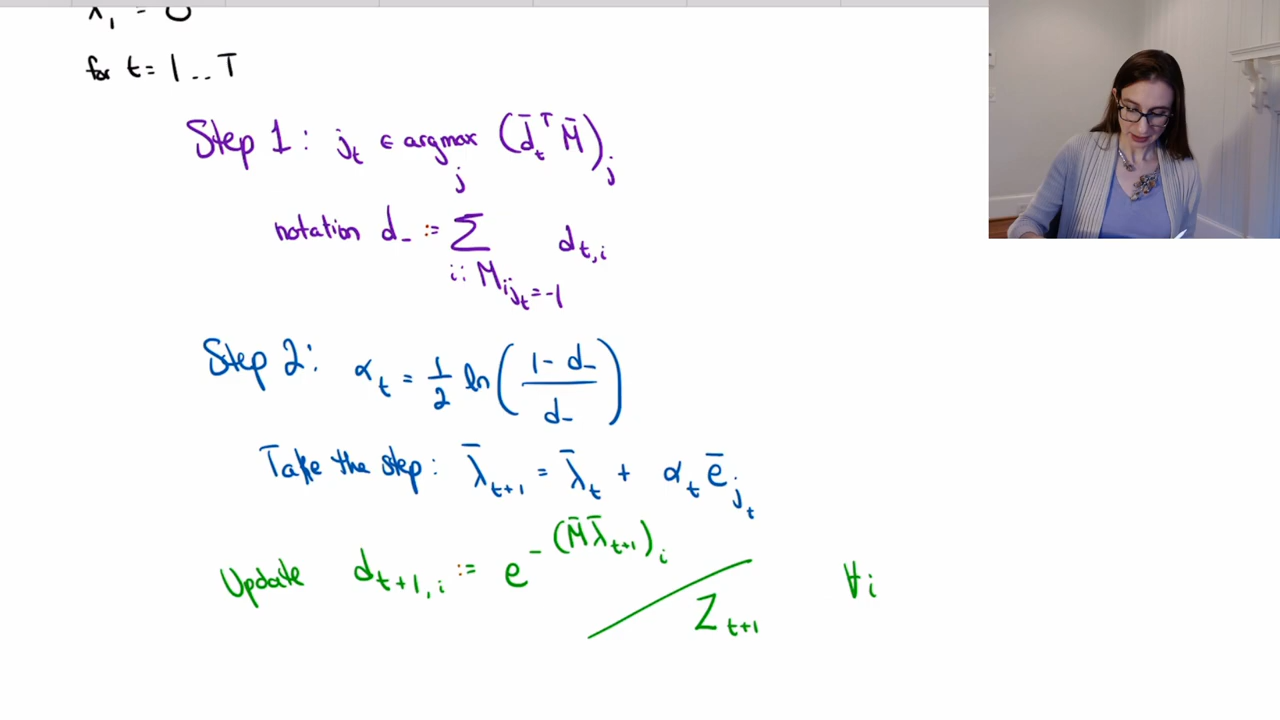 λ₁ = 0
for t = 1 .. T
Step 1: j_t ∈ argmax_j (d̄_t^T M̄)_j
notation d_- := Σ_{i: M_{ij_t} = -1} d_{t,i}
Step 2: α_t = 1/2 ln((1 - d_-)/d_-)
Take the step: λ̄_{t+1} = λ̄_t + α_t ē_{j_t}
Update d_{t+1,i} := e^{-(M̄λ̄_{t+1})_i} / Z_{t+1} ∀i